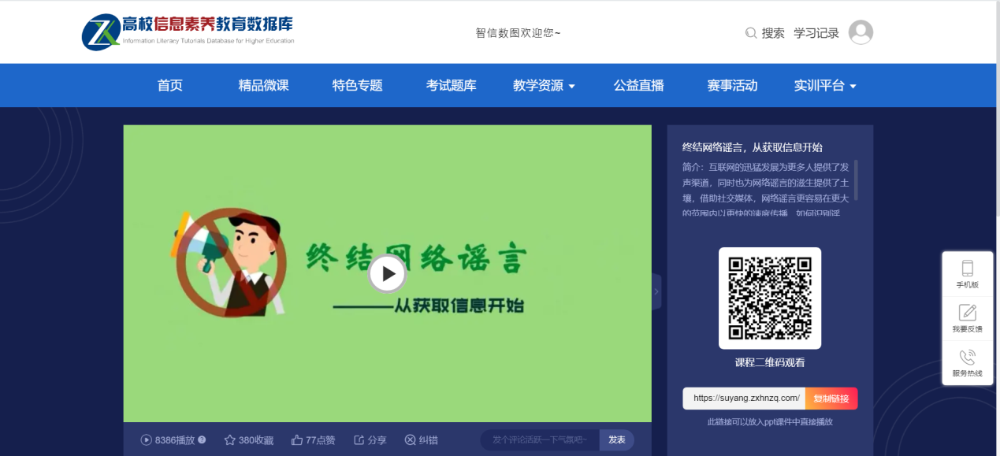 高校信息素养教育数据库
Information Literacy Tutorials Database for Higher Education
智信数图欢迎您~
搜索 学习记录
首页 精品微课 特色专题 考试题库 教学资源 公益直播 赛事活动 实训平台
终结网络谣言
———从获取信息开始
终结网络谣言，从获取信息开始
简介：互联网的迅猛发展为更多人提供了发
声渠道，同时也为网络谣言的滋生提供了土
壤，借助社交媒体，网络谣言更容易在更大
的范围内以更快的速度传播。如何识别谣
课程二维码观看
https://suyang.zxhnzq.com/ 复制链接
此链接可以放入ppt课件中直接播放
手机版
我要反馈
服务热线
8386播放 380收藏 77点赞 分享 纠错 发个评论活跃一下气氛吧~ 发表